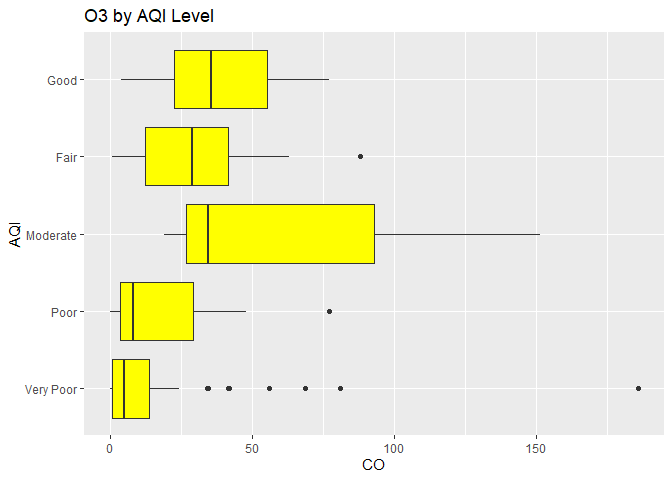 O3 by AQI Level
Good
Fair
Moderate
Poor
Very Poor
AQI
0 50 100 150
CO